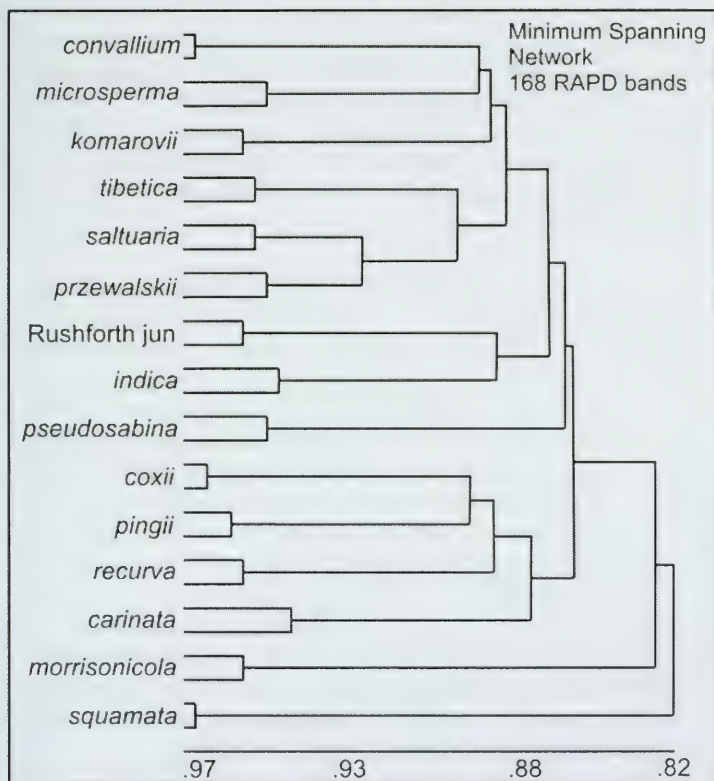 Minimum Spanning
Network
168 RAPD bands
convallium
microsperma
komarovii
tibetica
saltuaria
przewalskii
Rushforth jun
indica
pseudosabina
coxii
pingii
recurva
carinata
morrisonicola
squamata
.97 .93 .88 .82